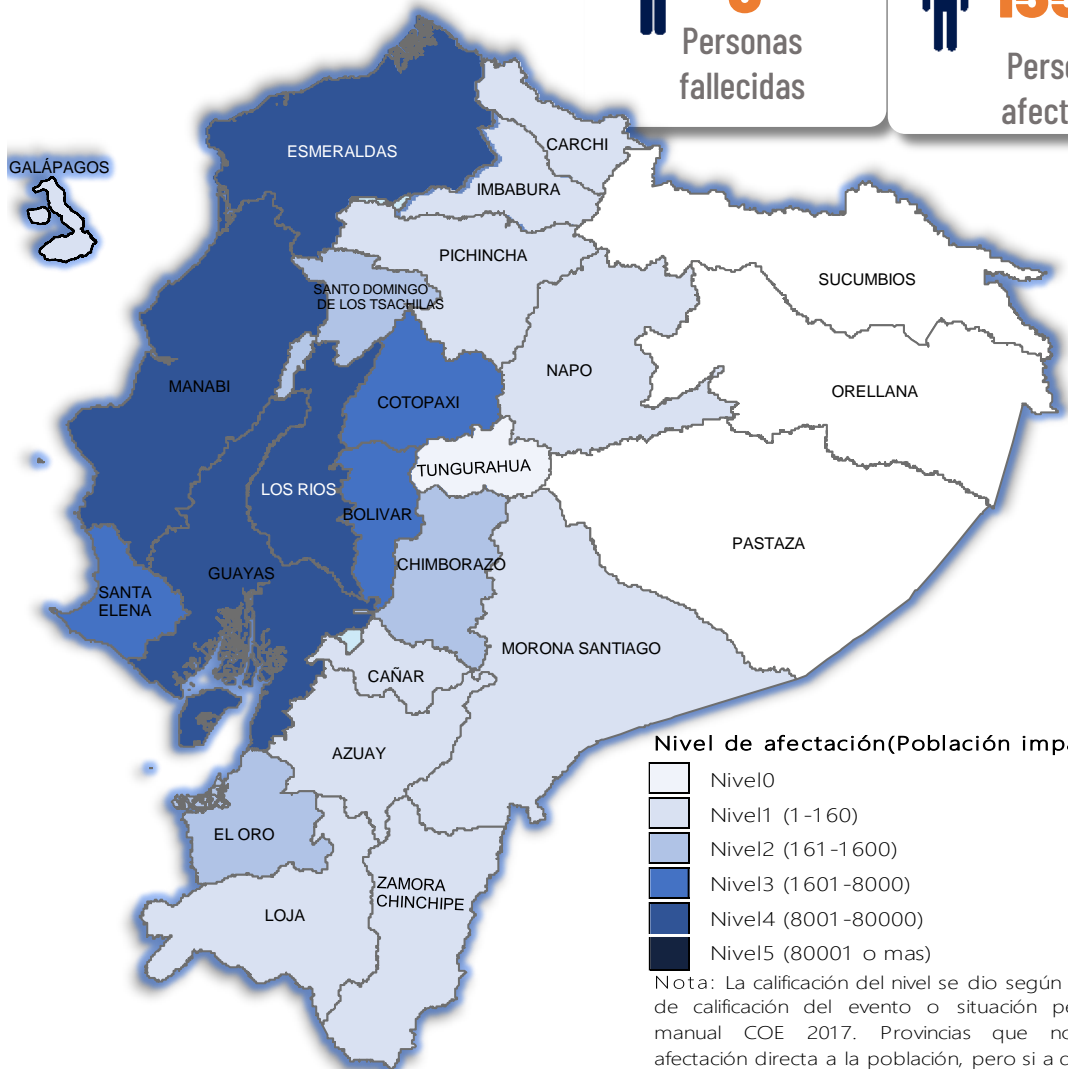 Personas
fallecidas
ESMERALDAS
CARCHI
GALÁPAGOS
IMBABURA
PICHINCHA
SUCUMBIOS
SANTO DOMINGO
DE LOS TSACHILAS
NAPO
MANABI
ORELLANA
COTOPAXI
TUNGURAHUA
LOS RIOS
BOLIVAR
PASTAZA
CHIMBORAZO
GUAYAS
SANTA
ELENA
MORONA SANTIAGO
CAÑAR
AZUAY
Nivel de afectación(Población impa
Nivel0
Nivel1 (1-160)
EL ORO
Nivel2 (161-1600)
Nivel3 (1601-8000)
ZAMORA
CHINCHIPE
LOJA
Nivel4 (8001-80000)
Nivel5 (80001 o mas)
Nota: La calificación del nivel se dio según
de calificación del evento o situación pe
manual COE 2017. Provincias que no
afectación directa a la población, pero si a